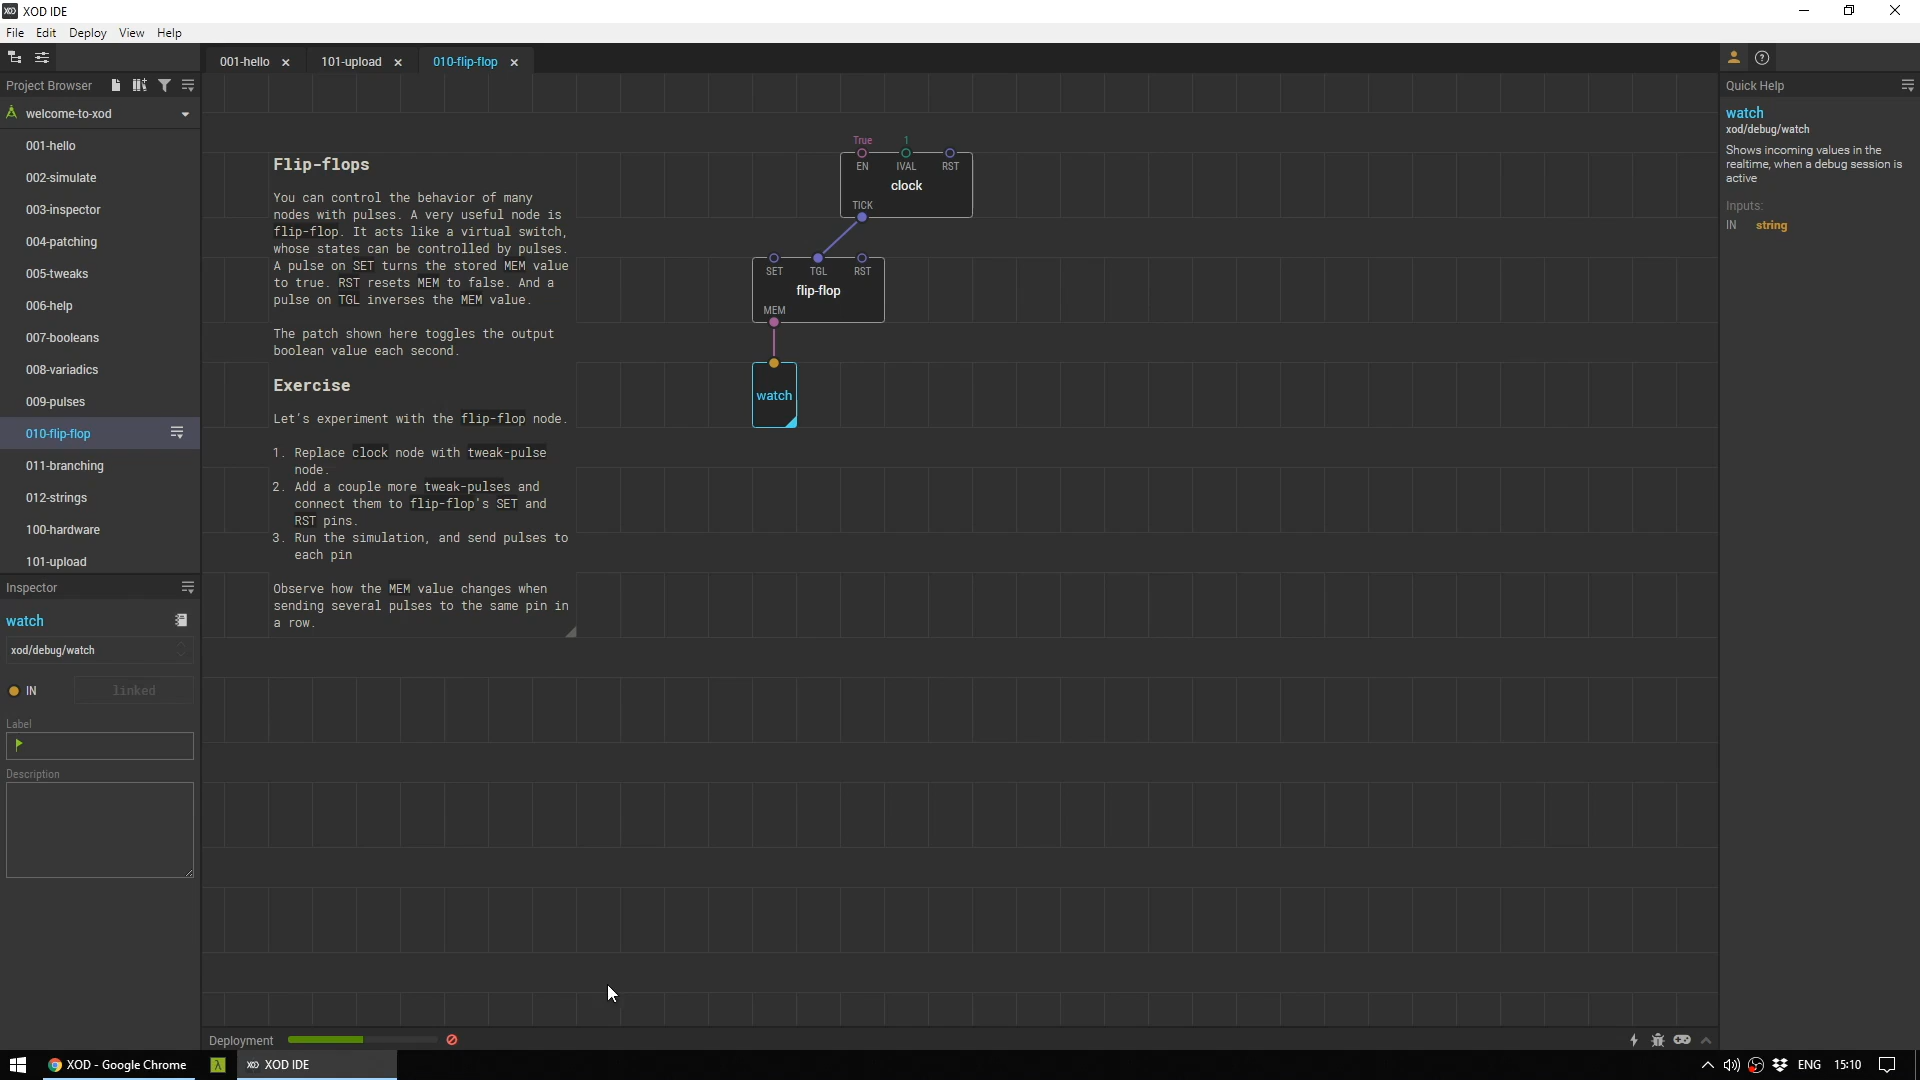 XOD IDE
File Edit Deploy View Help
001-hello
101-upload
010-flip-flop
Project Browser
welcome-to-xod
001-hello
002-simulate
003-inspector
004-patching
005-tweaks
006-help
007-booleans
008-variadics
009-pulses
010-flip-flop
011-branching
012-strings
100-hardware
101-upload
Inspector
watch
xod/debug/watch
IN linked
Label
Description
Flip-flops
You can control the behavior of many
nodes with pulses. A very useful node is
flip-flop. It acts like a virtual switch,
whose states can be controlled by pulses.
A pulse on SET turns the stored MEM value
to true. RST resets MEM to false. And a
pulse on TGL inverses the MEM value.
The patch shown here toggles the output
boolean value each second.
Exercise
Let's experiment with the flip-flop node.
1. Replace clock node with tweak-pulse
node.
2. Add a couple more tweak-pulses and
connect them to flip-flop's SET and
RST pins.
3. Run the simulation, and send pulses to
each pin
Observe how the MEM value changes when
sending several pulses to the same pin in
a row.
True 1
EN IVAL RST
clock
TICK
SET TGL RST
flip-flop
MEM
watch
Quick Help
watch
xod/debug/watch
Shows incoming values in the
realtime, when a debug session is
active
Inputs:
IN string
Deployment
XOD - Google Chrome
λ
XOD IDE
ENG 15:10